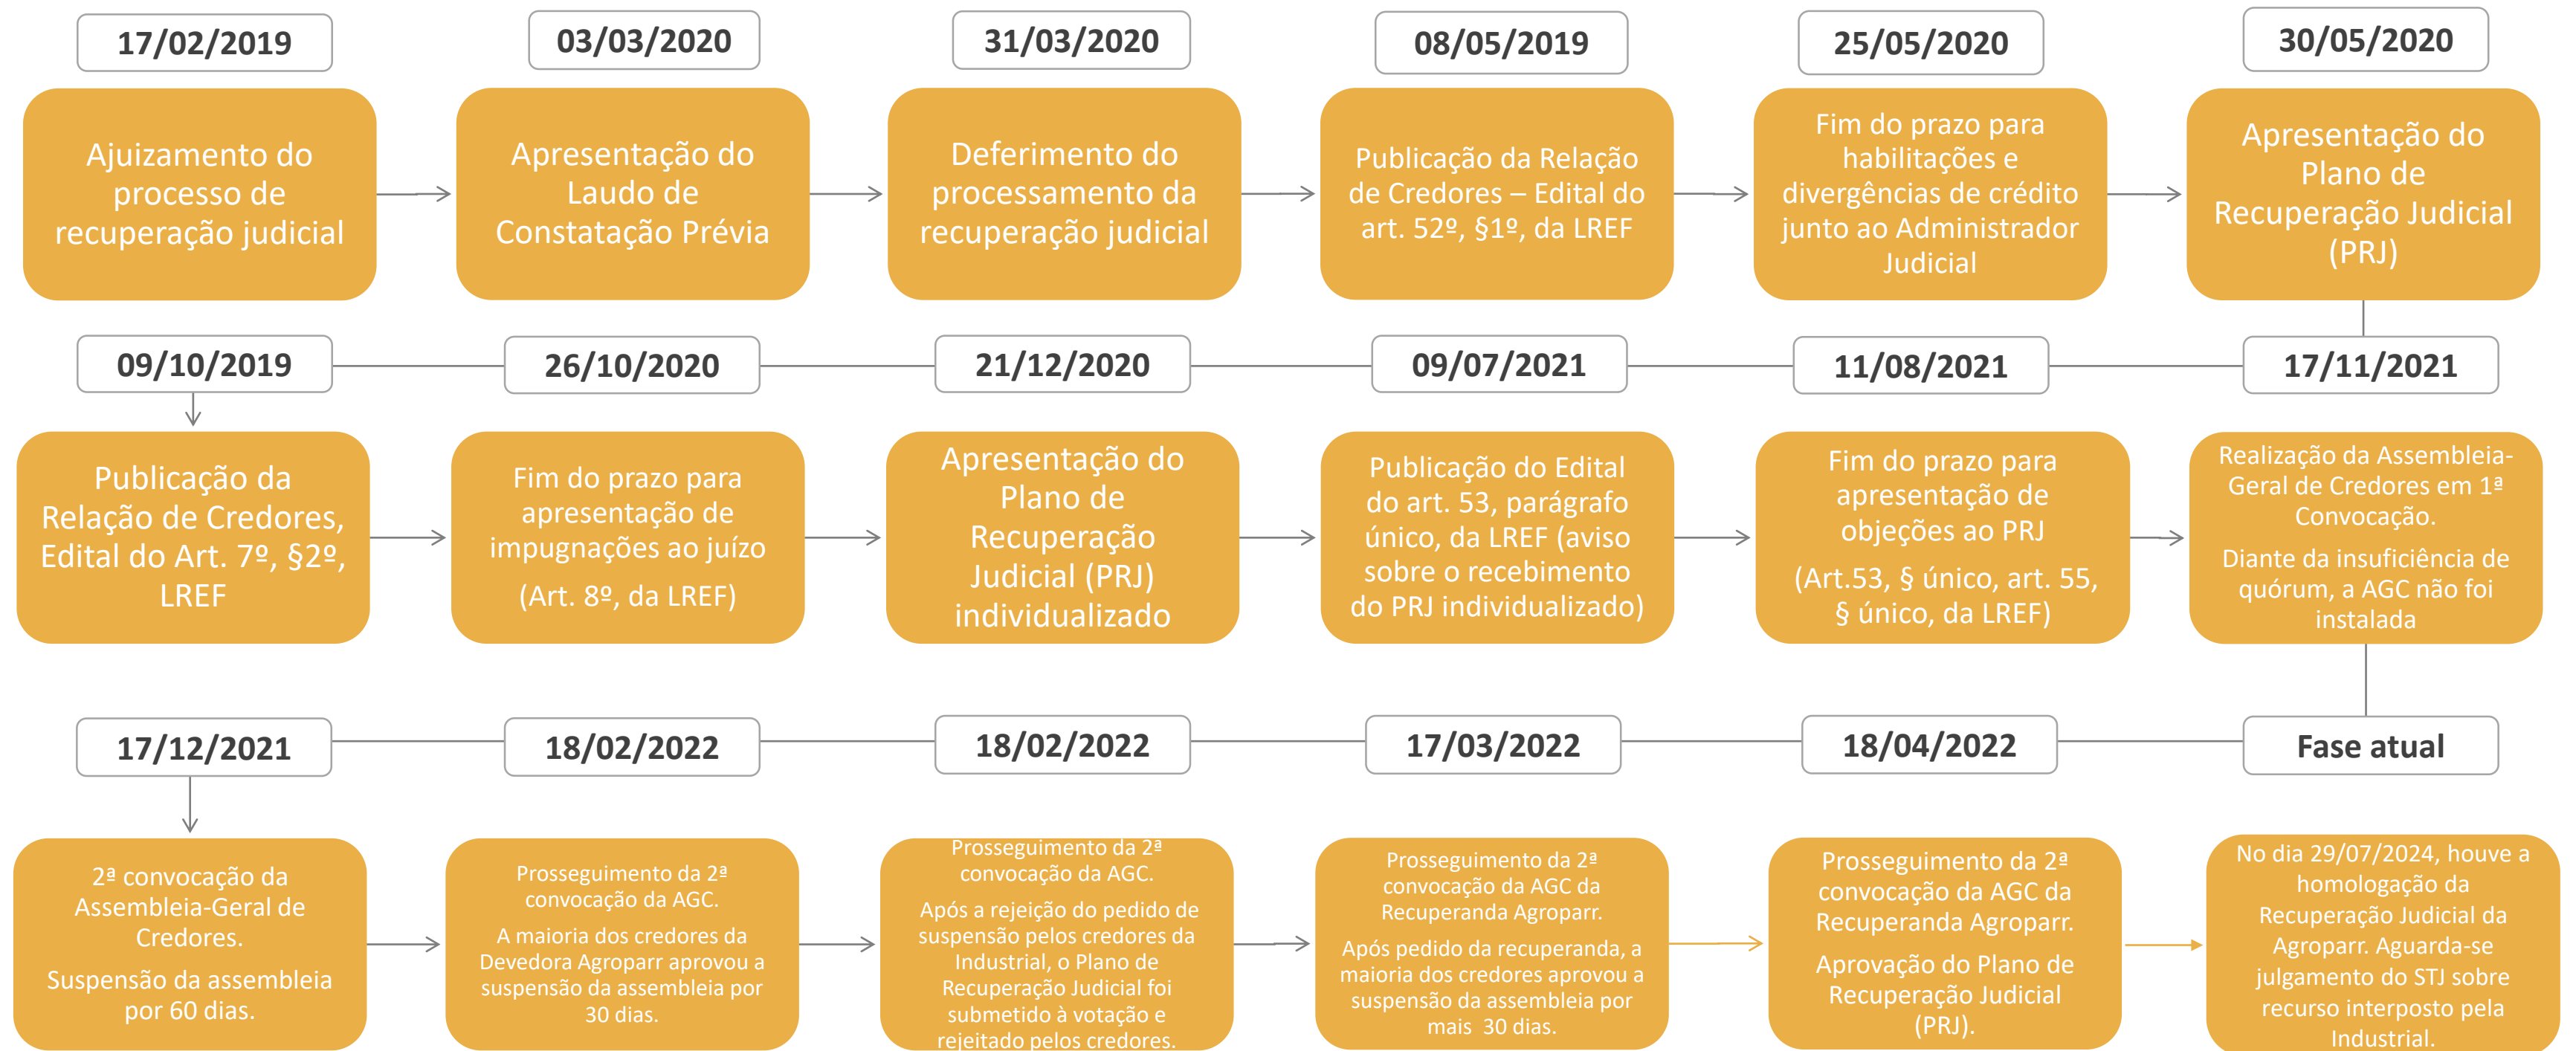 17/02/2019
Ajuizamento do
processo de
recuperação judicial
03/03/2020
Apresentação do
Laudo de
Constatação Prévia
31/03/2020
Deferimento do
processamento da
recuperação judicial
08/05/2019
Publicação da Relação
de Credores – Edital do
art. 52º, §1º, da LREF
25/05/2020
Fim do prazo para
habilitações e
divergências de crédito
junto ao Administrador
Judicial
30/05/2020
Apresentação do
Plano de
Recuperação Judicial
(PRJ)
09/10/2019
Publicação da
Relação de Credores,
Edital do Art. 7º, §2º,
LREF
26/10/2020
Fim do prazo para
apresentação de
impugnações ao juízo
(Art. 8º, da LREF)
21/12/2020
Apresentação do
Plano de
Recuperação
Judicial (PRJ)
individualizado
09/07/2021
Publicação do Edital
do art. 53, parágrafo
único, da LREF (aviso
sobre o recebimento
do PRJ individualizado)
11/08/2021
Fim do prazo para
apresentação de
objeções ao PRJ
(Art.53, § único, art. 55,
§ único, da LREF)
17/11/2021
Realização da Assembleia-
Geral de Credores em 1ª
Convocação.
Diante da insuficiência de
quórum, a AGC não foi
instalada
17/12/2021
2ª convocação da
Assembleia-Geral de
Credores.
Suspensão da assembleia
por 60 dias.
18/02/2022
Prosseguimento da 2ª
convocação da AGC.
A maioria dos credores da
Devedora Agroparr aprovou a
suspensão da assembleia por
30 dias.
18/02/2022
Prosseguimento da 2ª
convocação da AGC.
Após a rejeição do pedido de
suspensão pelos credores da
Industrial, o Plano de
Recuperação Judicial foi
submetido à votação e
rejeitado pelos credores.
17/03/2022
Prosseguimento da 2ª
convocação da AGC da
Recuperanda Agroparr.
Após pedido da recuperanda, a
maioria dos credores aprovou a
suspensão da assembleia por
mais 30 dias.
18/04/2022
Prosseguimento da 2ª
convocação da AGC da
Recuperanda Agroparr.
Aprovação do Plano de
Recuperação Judicial
(PRJ).
Fase atual
No dia 29/07/2024, houve a
homologação da
Recuperação Judicial da
Agroparr. Aguarda-se
julgamento do STJ sobre
recurso interposto pela
Industrial.